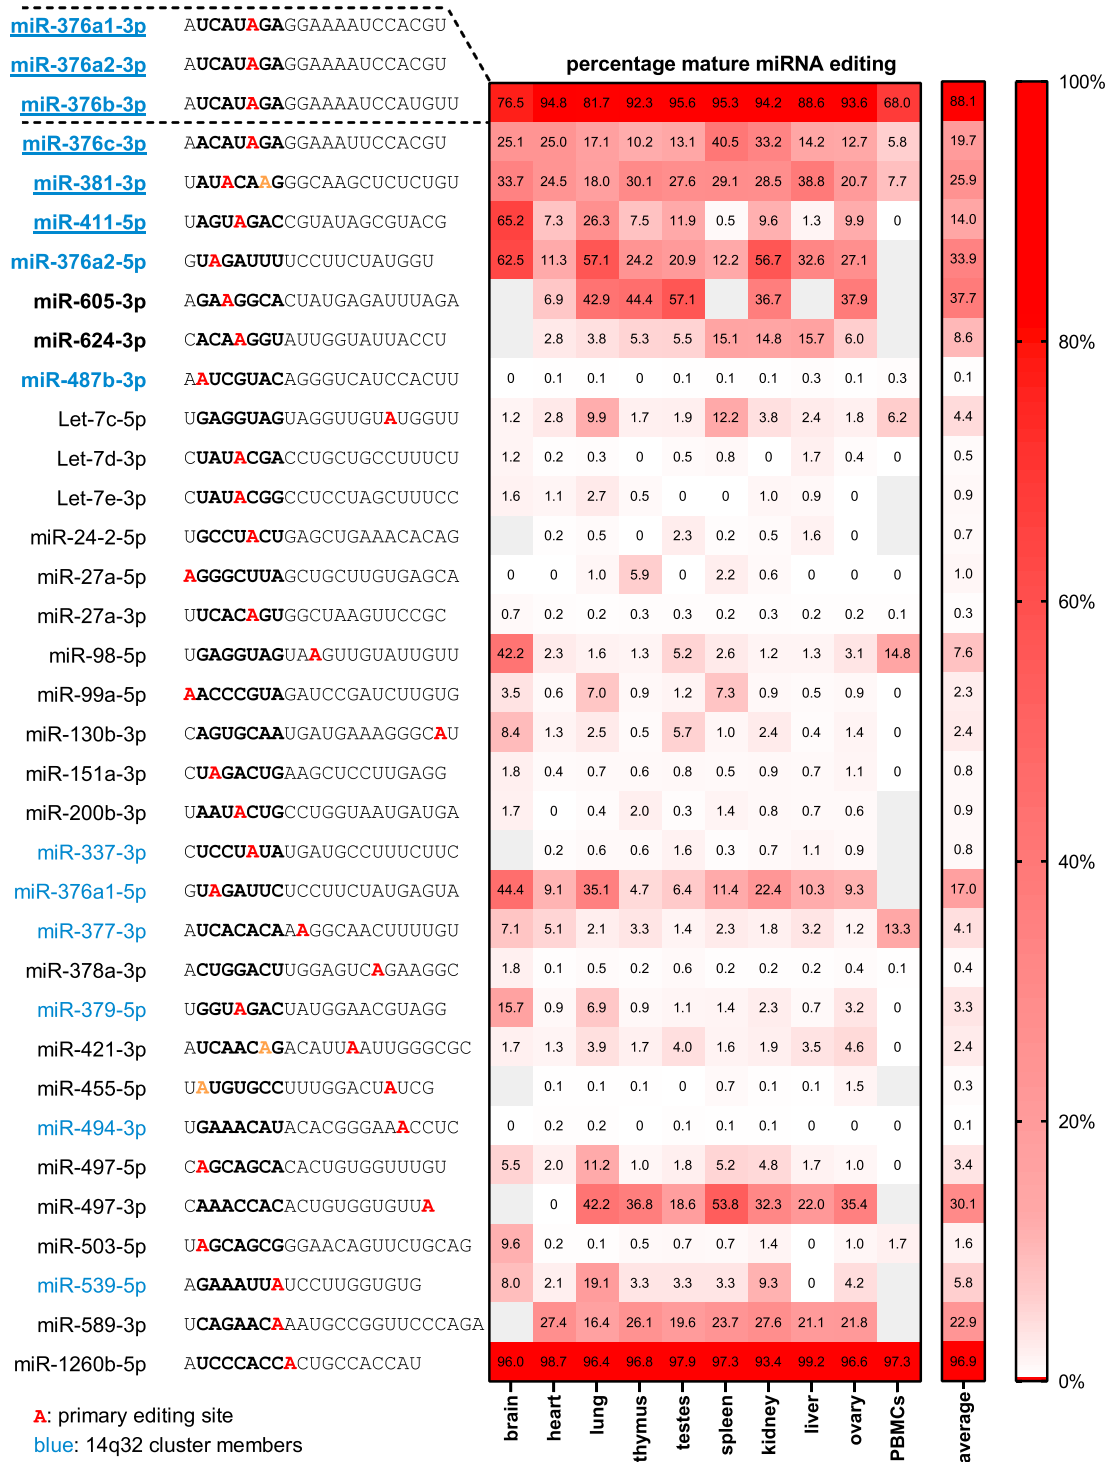 percentage mature miRNA editing
miR-376a1-3p AUCAUAGAGGAAAAUCCACGU
miR-376a2-3p AUCAUAGAGGAAAAUCCACGU
miR-376b-3p AUCAUAGAGGAAAAUCCAUGUU 76.5 94.8 81.7 92.3 95.6 95.3 94.2 88.6 93.6 68.0 88.1
miR-376c-3p AACAUAGAGGAAAUUCCACGU 25.1 25.0 17.1 10.2 13.1 40.5 33.2 14.2 12.7 5.8 19.7
miR-381-3p UAUACAAGGGCAAGCUCUCUGU 33.7 24.5 18.0 30.1 27.6 29.1 28.5 38.8 20.7 7.7 25.9
miR-411-5p UAGUAGACCGUAUAGCGUACG 65.2 7.3 26.3 7.5 11.9 0.5 9.6 1.3 9.9 0 14.0
miR-376a2-5p GUAGAUUUUCCUUCUAUGGU 62.5 11.3 57.1 24.2 20.9 12.2 56.7 32.6 27.1 33.9
miR-605-3p AGAAGGCACUAUGAGAUUUAGA 6.9 42.9 44.4 57.1 36.7 37.9 37.7
miR-624-3p CACAAGGUAUUGGUAUUACCU 2.8 3.8 5.3 5.5 15.1 14.8 15.7 6.0 8.6
miR-487b-3p AAUCGUACAGGGUCAUCCACUU 0 0.1 0.1 0 0.1 0.1 0.1 0.3 0.1 0.3 0.1
Let-7c-5p UGAGGUAGUAGGUUGUAUGGUU 1.2 2.8 9.9 1.7 1.9 12.2 3.8 2.4 1.8 6.2 4.4
Let-7d-3p CUAUACGACCUGCUGCCUUUCU 1.2 0.2 0.3 0 0.5 0.8 0 1.7 0.4 0 0.5
Let-7e-3p CUAUACGGCCUCCUAGCUUUCC 1.6 1.1 2.7 0.5 0 0 1.0 0.9 0 0.9
miR-24-2-5p UGCCUACUGAGCUGAAACACAG 0.2 0.5 0 2.3 0.2 0.5 1.6 0 0.7
miR-27a-5p AGGGCUUAGCUGCUUGUGAGCA 0 0 1.0 5.9 0 2.2 0.6 0 0 0 1.0
miR-27a-3p UUCACAGUGGCUAAGUUCCGC 0.7 0.2 0.2 0.3 0.3 0.2 0.3 0.2 0.2 0.1 0.3
miR-98-5p UGAGGUAGUAAGUUGUAUUGUU 42.2 2.3 1.6 1.3 5.2 2.6 1.2 1.3 3.1 14.8 7.6
miR-99a-5p AACCCGUAGAUCCGAUCUUGUG 3.5 0.6 7.0 0.9 1.2 7.3 0.9 0.5 0.9 0 2.3
miR-130b-3p CAGUGCAAUGAUGAAAGGGCAU 8.4 1.3 2.5 0.5 5.7 1.0 2.4 0.4 1.4 0 2.4
miR-151a-3p CUAGACUGAAGCUCCUUGAGG 1.8 0.4 0.7 0.6 0.8 0.5 0.9 0.7 1.1 0 0.8
miR-200b-3p UAAUACUGCCUGGUAAUGAUGA 1.7 0 0.4 2.0 0.3 1.4 0.8 0.7 0.6 0.9
miR-337-3p CUCCUAUAUGAUGCCUUUCUUC 0.2 0.6 0.6 1.6 0.3 0.7 1.1 0.9 0.8
miR-376a1-5p GUAGAUUCUCCUUCUAUGAGUA 44.4 9.1 35.1 4.7 6.4 11.4 22.4 10.3 9.3 17.0
miR-377-3p AUCACACAAAGGCAACUUUUGU 7.1 5.1 2.1 3.3 1.4 2.3 1.8 3.2 1.2 13.3 4.1
miR-378a-3p ACUGGACUUGGAGUCAGAAGGC 1.8 0.1 0.5 0.2 0.6 0.2 0.2 0.2 0.4 0.1 0.4
miR-379-5p UGGUAGACUAUGGAACGUAGG 15.7 0.9 6.9 0.9 1.1 1.4 2.3 0.7 3.2 0 3.3
miR-421-3p AUCAACAGACAUUAAUUGGGCGC 1.7 1.3 3.9 1.7 4.0 1.6 1.9 3.5 4.6 0 2.4
miR-455-5p UAUGUGCCUUUGGACUAUCG 0.1 0.1 0.1 0 0.7 0.1 0.1 1.5 0.3
miR-494-3p UGAAACAUACACGGGAAACCUC 0 0.2 0.2 0 0.1 0.1 0.1 0 0 0 0.1
miR-497-5p CAGCAGCACACUGUGGUUUGU 5.5 2.0 11.2 1.0 1.8 5.2 4.8 1.7 1.0 0 3.4
miR-497-3p CAAACCACACUGUGGUGUUA 0 42.2 36.8 18.6 53.8 32.3 22.0 35.4 30.1
miR-503-5p UAGCAGCGGGAACAGUUCUGCAG 9.6 0.2 0.1 0.5 0.7 0.7 1.4 0 1.0 1.7 1.6
miR-539-5p AGAAAUUAUCCUUGGUGUG 8.0 2.1 19.1 3.3 3.3 3.3 9.3 0 4.2 5.8
miR-589-3p UCAGAACAAAUGCCGGUUCCCAGA 27.4 16.4 26.1 19.6 23.7 27.6 21.1 21.8 22.9
miR-1260b-5p AUCCCACCACUGCCACCAU 96.0 98.7 96.4 96.8 97.9 97.3 93.4 99.2 96.6 97.3 96.9
brain heart lung thymus testes spleen kidney liver ovary PBMCs average
100%
80%
60%
40%
20%
0%
A: primary editing site
blue: 14q32 cluster members